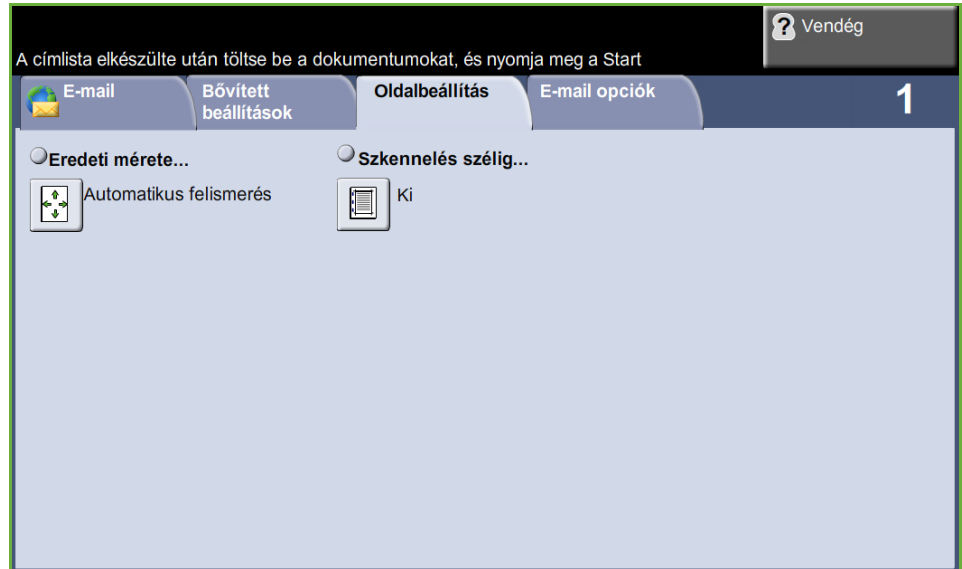 Vendég
A címlista elkészülte után töltse be a dokumentumokat, és nyomja meg a Start
E-mail
Bővített
beállítások
Oldalbeállítás
E-mail opciók
1
Eredeti mérete...
Automatikus felismerés
Szkennelés szélig...
Ki